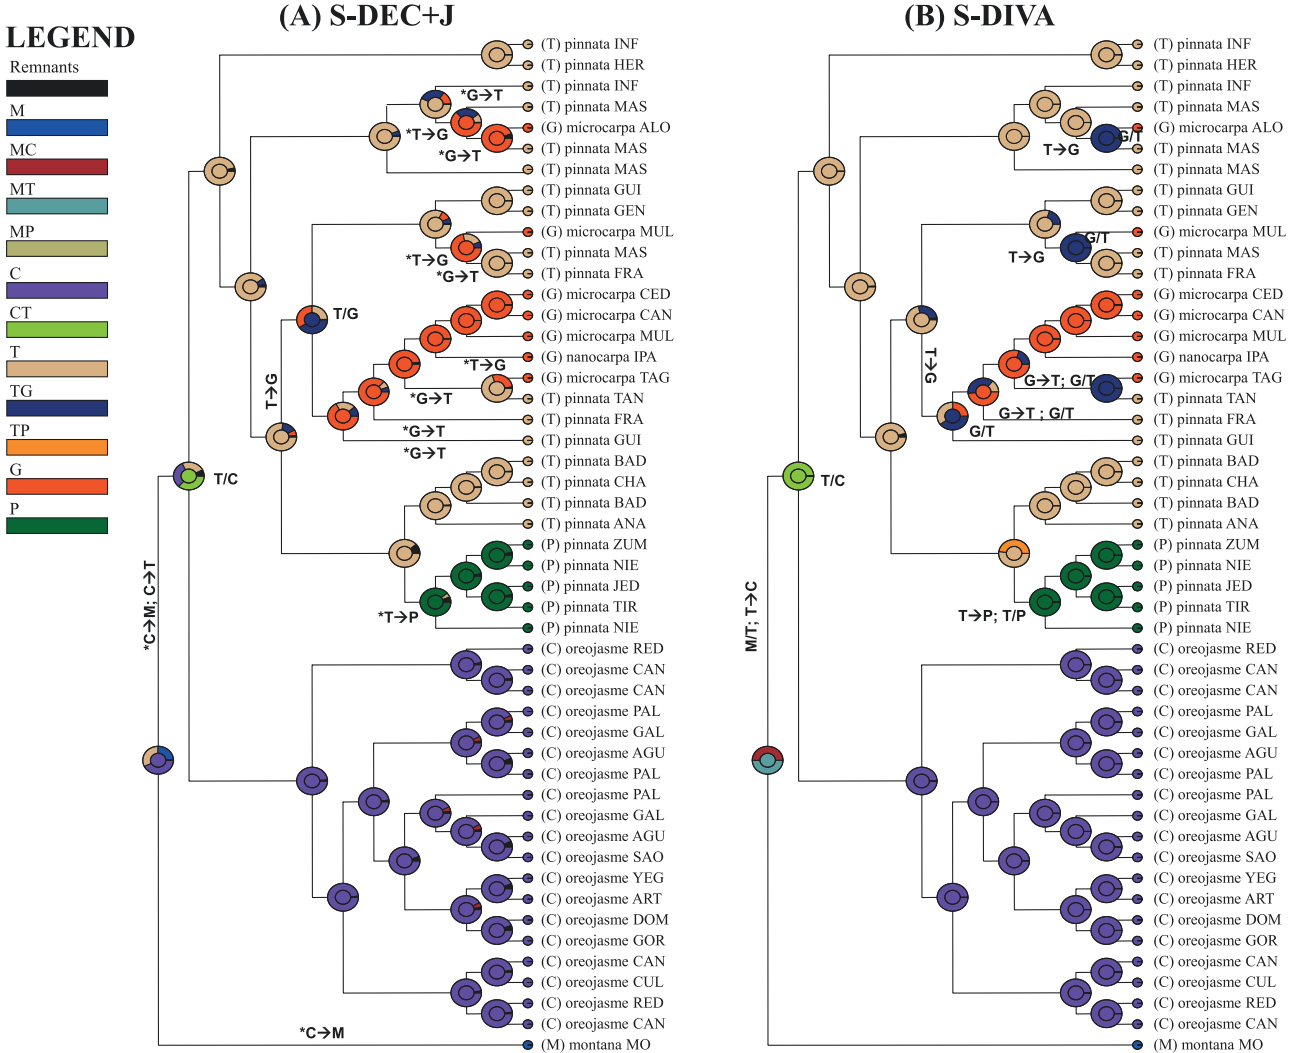 (A) S-DEC+J
(B) S-DIVA
LEGEND
Remnants
M
MC
MT
MP
C
CT
T
TG
TP
G
P
(T) pinnata INF
(T) pinnata HER
(T) pinnata INF
(T) pinnata MAS
(G) microcarpa ALO
(T) pinnata MAS
(T) pinnata MAS
(T) pinnata GUI
(T) pinnata GEN
(G) microcarpa MUL
(T) pinnata MAS
(T) pinnata FRA
(G) microcarpa CED
(G) microcarpa CAN
(G) microcarpa MUL
(G) nanocarpa IPA
(G) microcarpa TAG
(T) pinnata TAN
(T) pinnata FRA
(T) pinnata GUI
(T) pinnata BAD
(T) pinnata CHA
(T) pinnata BAD
(T) pinnata ANA
(P) pinnata ZUM
(P) pinnata NIE
(P) pinnata JED
(P) pinnata TIR
(P) pinnata NIE
(C) oreojasme RED
(C) oreojasme CAN
(C) oreojasme CAN
(C) oreojasme PAL
(C) oreojasme GAL
(C) oreojasme AGU
(C) oreojasme PAL
(C) oreojasme PAL
(C) oreojasme GAL
(C) oreojasme AGU
(C) oreojasme SAO
(C) oreojasme YEG
(C) oreojasme ART
(C) oreojasme DOM
(C) oreojasme GOR
(C) oreojasme CAN
(C) oreojasme CUL
(C) oreojasme RED
(C) oreojasme CAN
(M) montana MO
*G→T
*T→G
*G→T
*T→G
*G→T
T/G
T→G
*T→G
*G→T
*G→T
*G→T
T/C
*T→P
*C→M; C→T
*C→M
(T) pinnata INF
(T) pinnata HER
(T) pinnata INF
(T) pinnata MAS
(G) microcarpa ALO
(T) pinnata MAS
(T) pinnata MAS
(T) pinnata GUI
(T) pinnata GEN
(G) microcarpa MUL
(T) pinnata MAS
(T) pinnata FRA
(G) microcarpa CED
(G) microcarpa CAN
(G) microcarpa MUL
(G) nanocarpa IPA
(G) microcarpa TAG
(T) pinnata TAN
(T) pinnata FRA
(T) pinnata GUI
(T) pinnata BAD
(T) pinnata CHA
(T) pinnata BAD
(T) pinnata ANA
(P) pinnata ZUM
(P) pinnata NIE
(P) pinnata JED
(P) pinnata TIR
(P) pinnata NIE
(C) oreojasme RED
(C) oreojasme CAN
(C) oreojasme CAN
(C) oreojasme PAL
(C) oreojasme GAL
(C) oreojasme AGU
(C) oreojasme PAL
(C) oreojasme PAL
(C) oreojasme GAL
(C) oreojasme AGU
(C) oreojasme SAO
(C) oreojasme YEG
(C) oreojasme ART
(C) oreojasme DOM
(C) oreojasme GOR
(C) oreojasme CAN
(C) oreojasme CUL
(C) oreojasme RED
(C) oreojasme CAN
(M) montana MO
G/T
T→G
G/T
T→G
T→G
G→T; G/T
G→T ; G/T
G/T
T/C
T→P; T/P
M/T; T→C